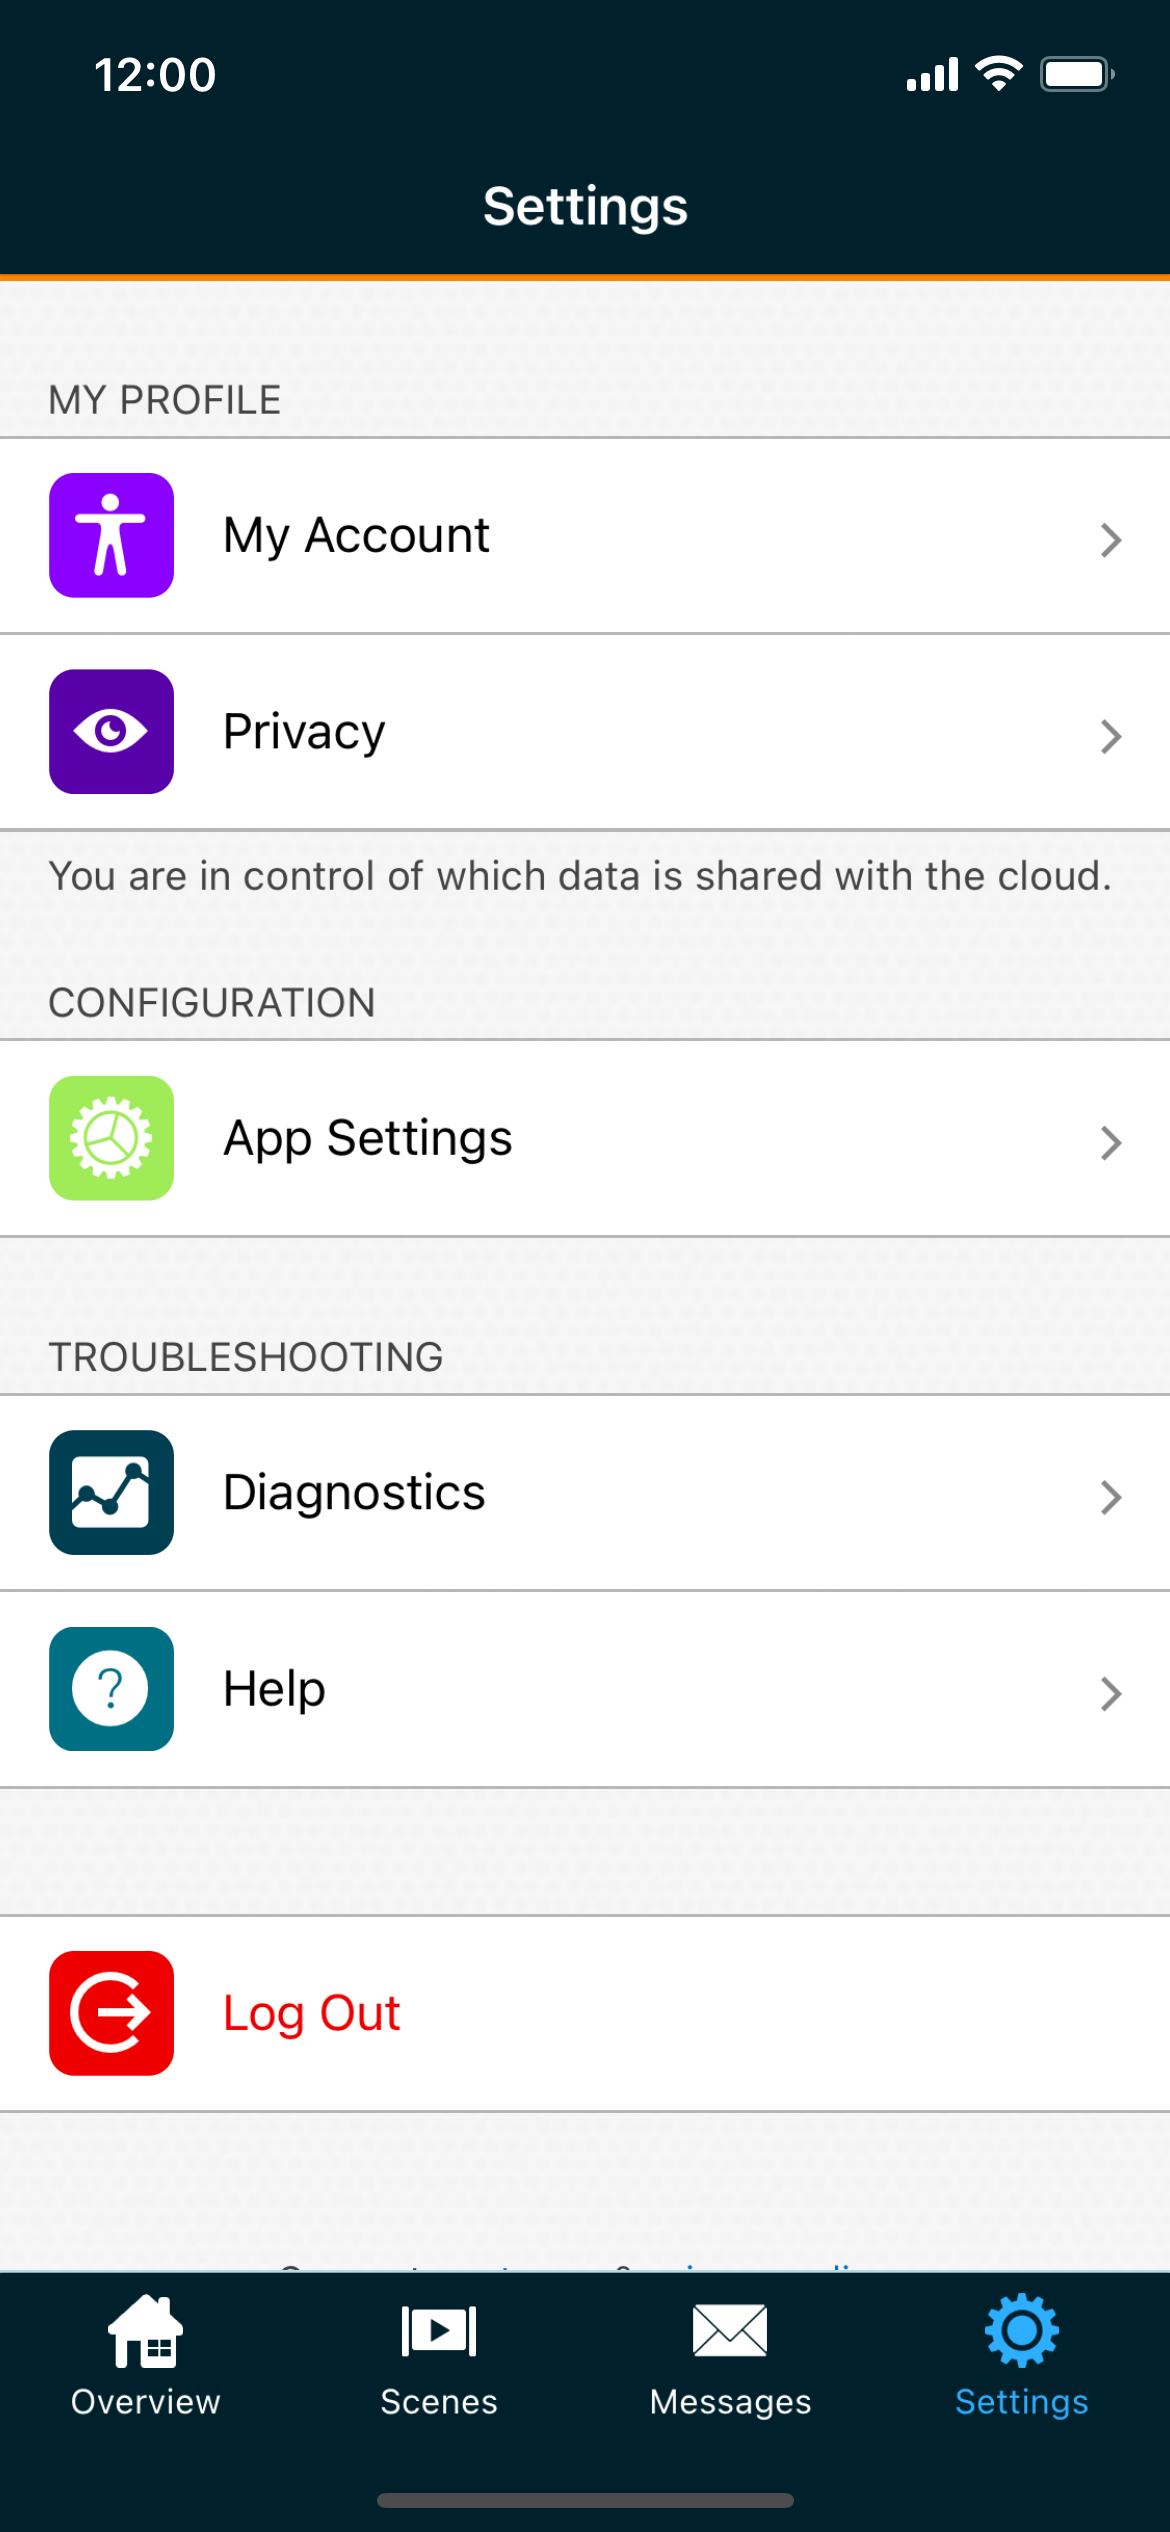 12:00
Settings
MY PROFILE
My Account
Privacy
You are in control of which data is shared with the cloud.
CONFIGURATION
App Settings
TROUBLESHOOTING
Diagnostics
?
Help
Log Out
Overview
Scenes
Messages
Settings